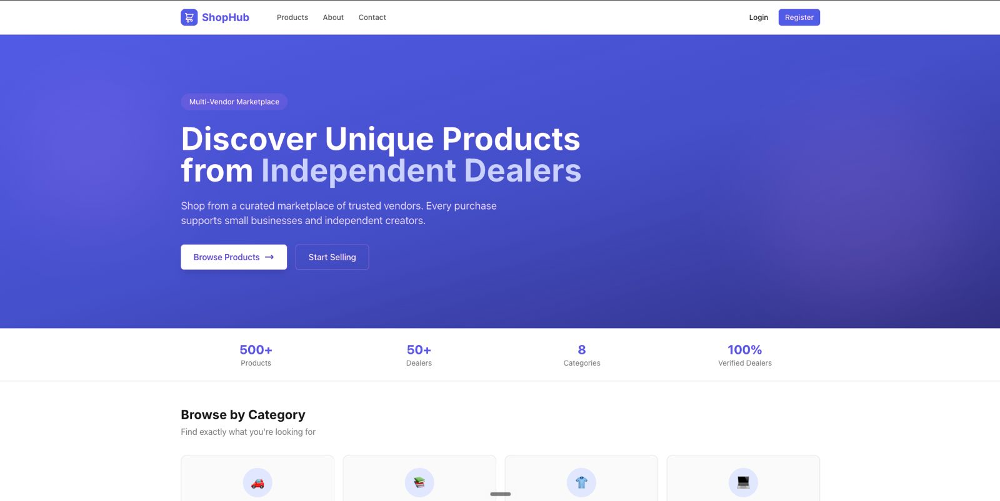 ShopHub
Products
About
Contact
Login
Register
Multi-Vendor Marketplace
Discover Unique Products
from Independent Dealers
Shop from a curated marketplace of trusted vendors. Every purchase
supports small businesses and independent creators.
Browse Products →
Start Selling
500+
Products
50+
Dealers
8
Categories
100%
Verified Dealers
Browse by Category
Find exactly what you're looking for